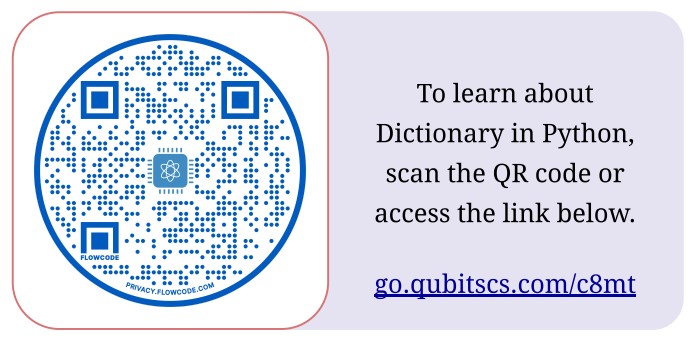 FLOWCODE
PRIVACY.FLOWCODE.COM
To learn about
Dictionary in Python,
scan the QR code or
access the link below.
go.qubitscs.com/c8mt